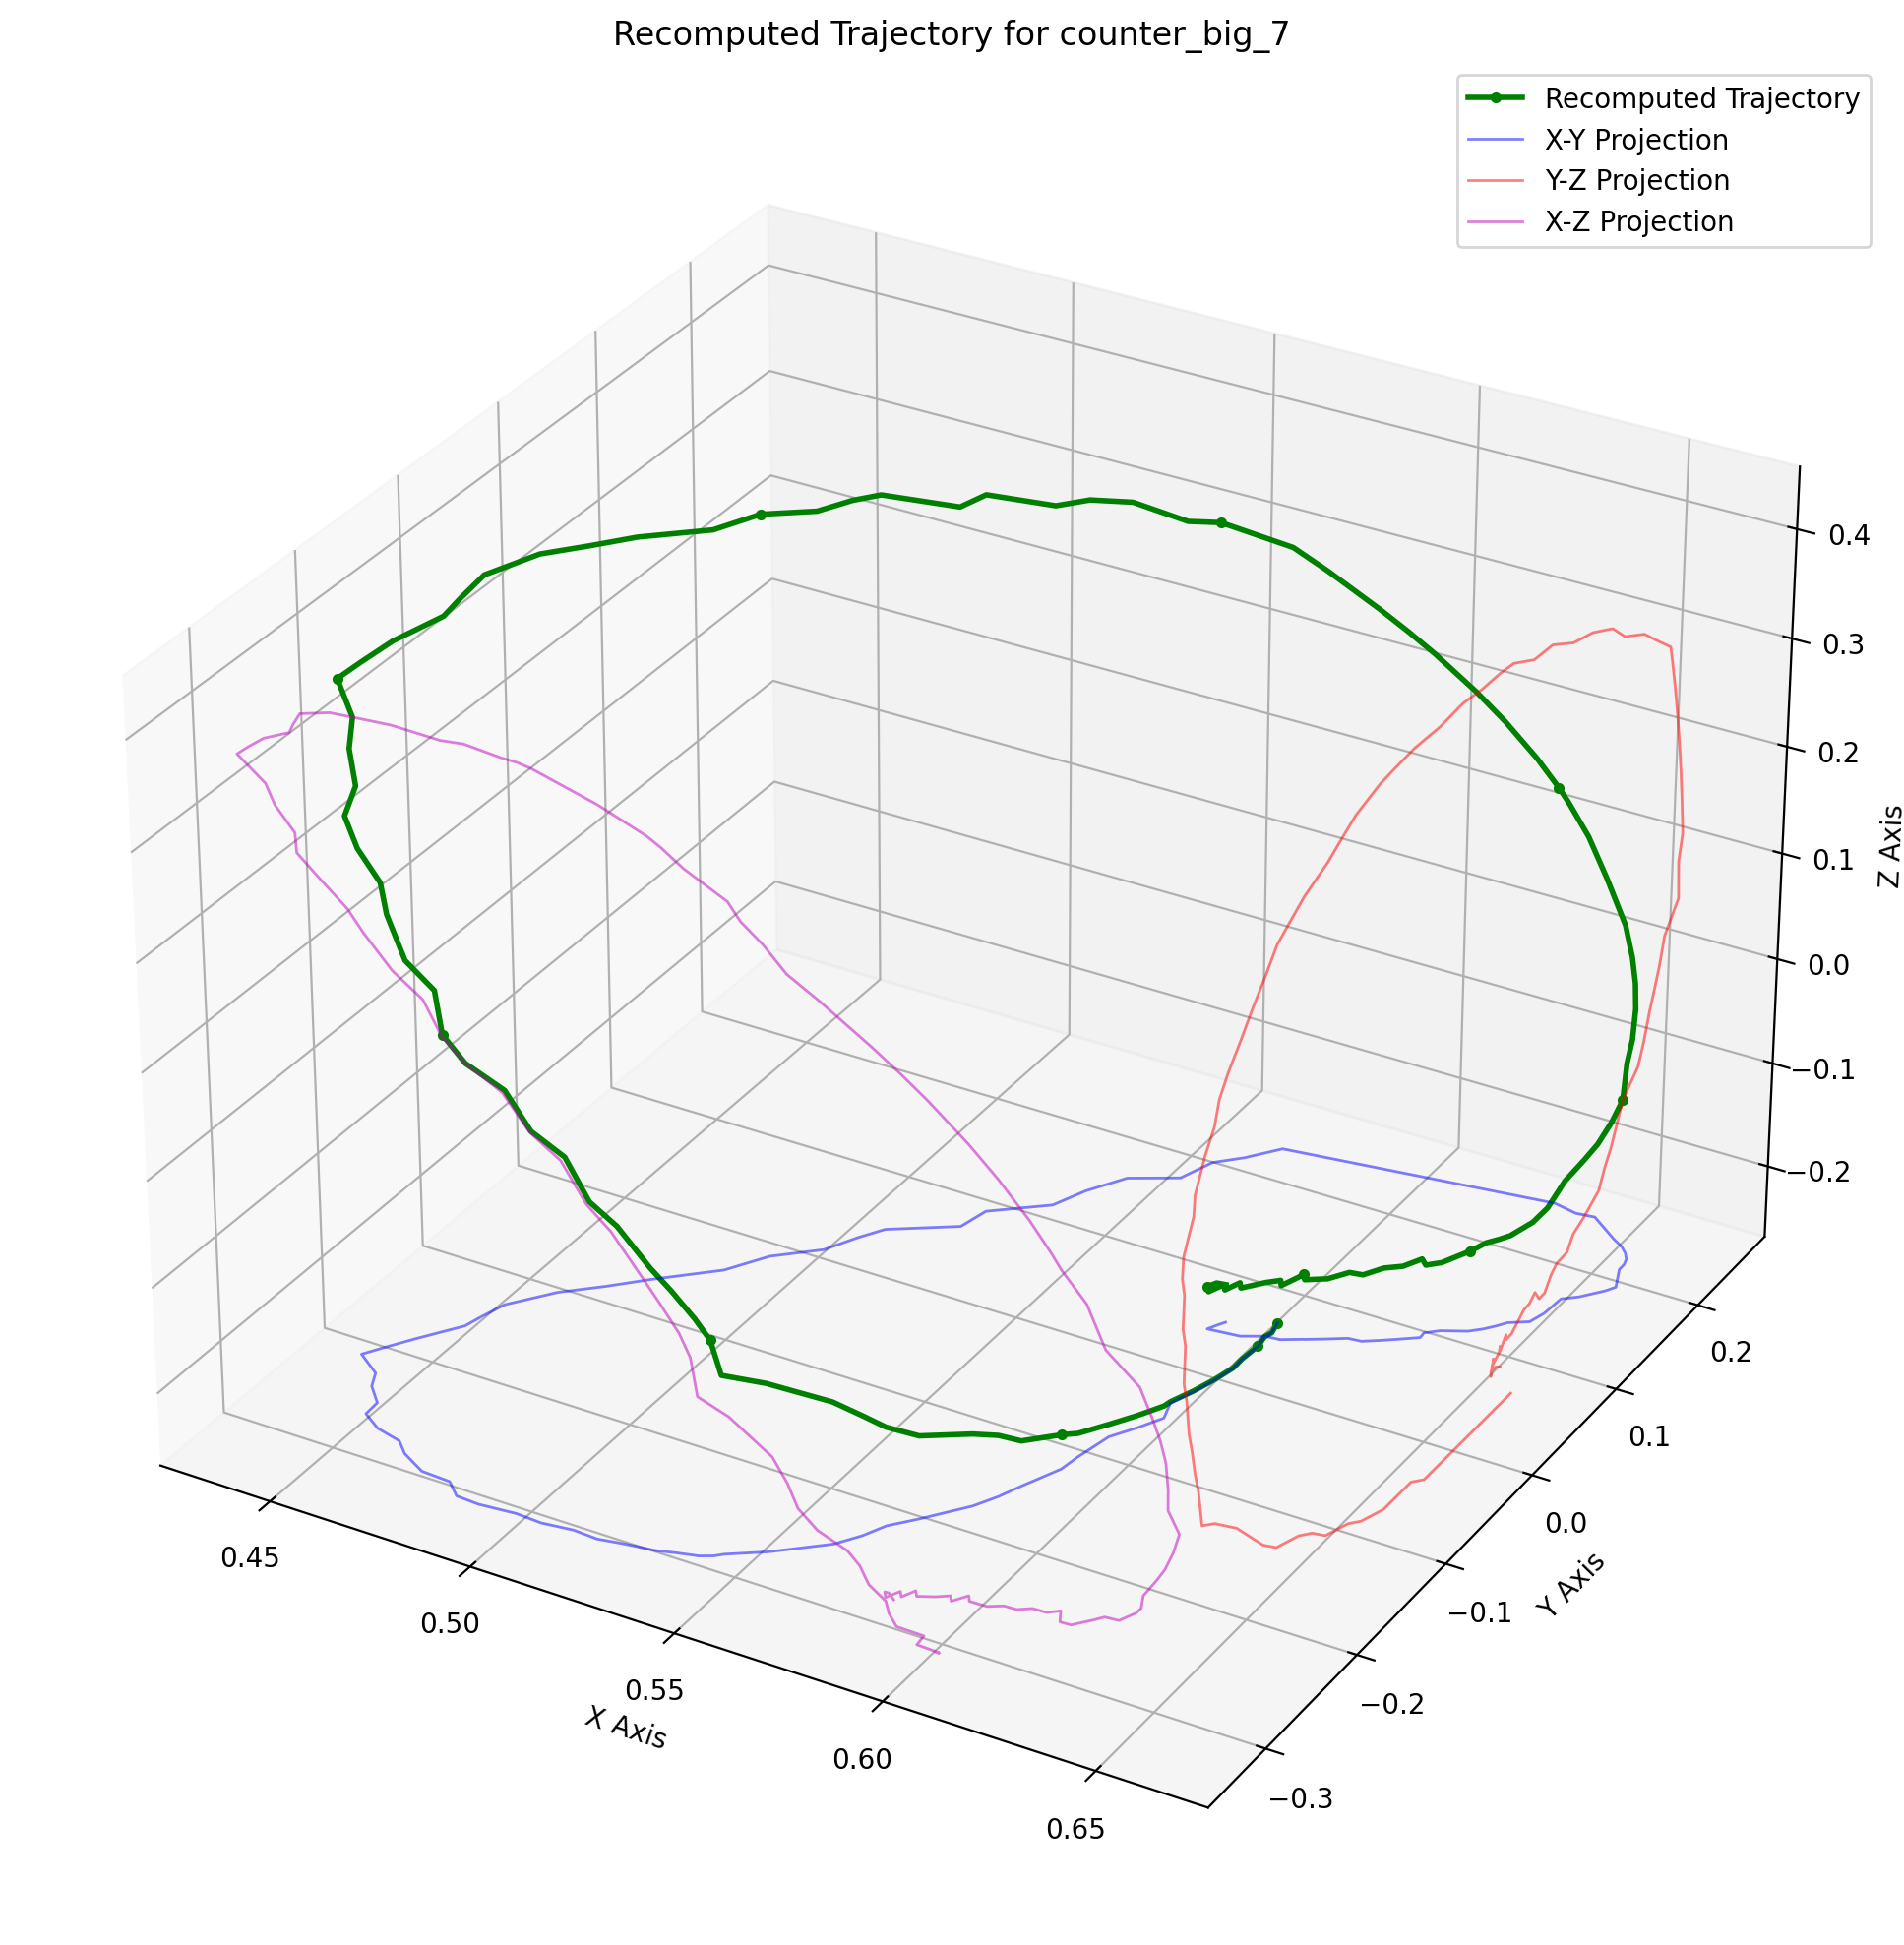 Recomputed Trajectory for counter_big_7
Recomputed Trajectory
X-Y Projection
Y-Z Projection
X-Z Projection
0.4
0.3
0.2
0.1
0.0
−0.1
−0.2
Z Axis
0.2
0.1
0.0
−0.1
−0.2
−0.3
Y Axis
0.45
0.50
0.55
0.60
0.65
X Axis